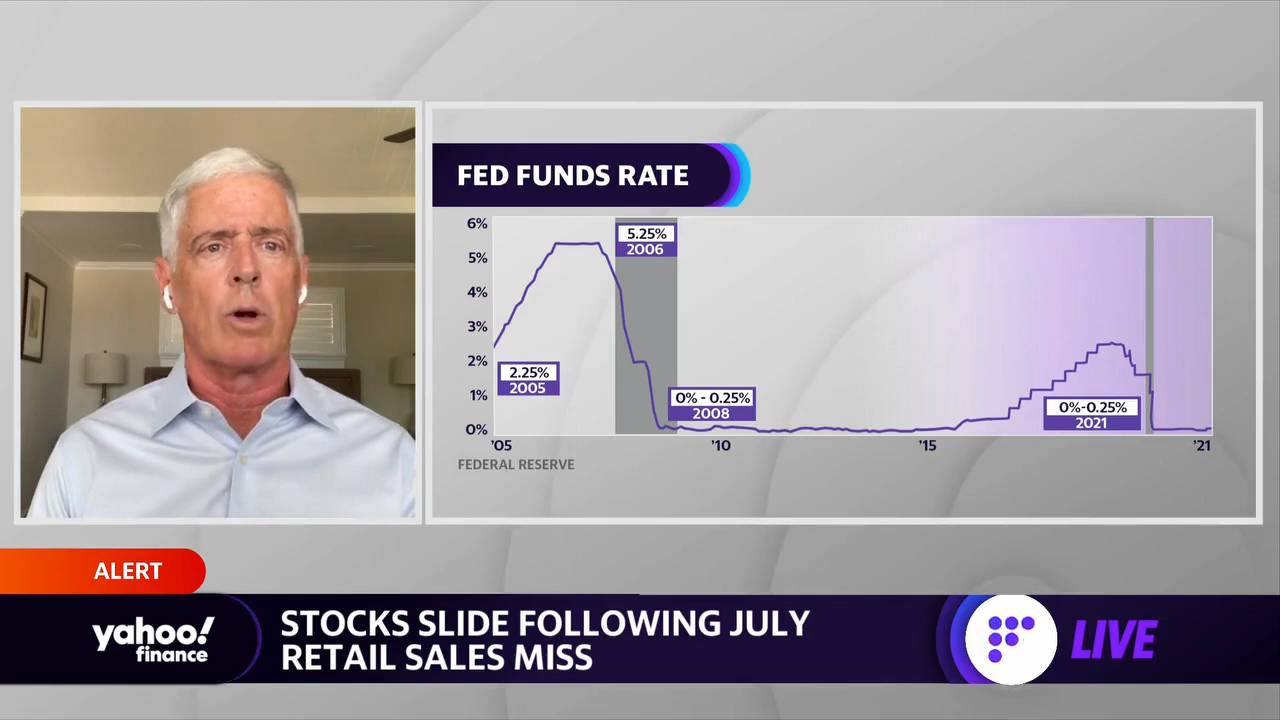 FED FUNDS RATE
6%
5%
4%
3%
2%
1%
0%
5.25%
2006
2.25%
2005
0% - 0.25%
2008
0%-0.25%
2021
'05
'10
'15
'21
FEDERAL RESERVE
ALERT
yahoo!
finance
STOCKS SLIDE FOLLOWING JULY
RETAIL SALES MISS
LIVE